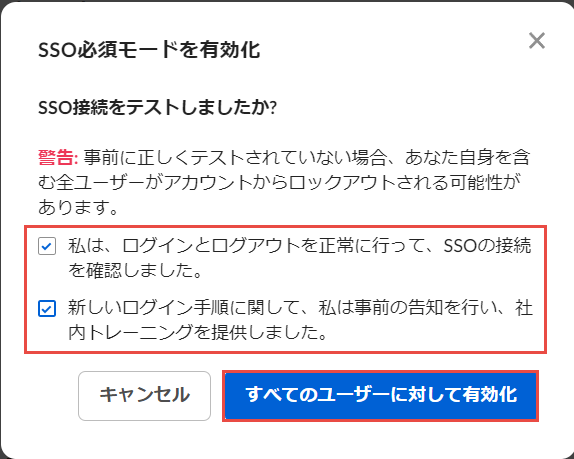 SSO必須モードを有効化
SSO接続をテストしましたか?
警告: 事前に正しくテストされていない場合、あなた自身を含
む全ユーザーがアカウントからロックアウトされる可能性が
あります。
私は、ログインとログアウトを正常に行って、SSOの接続
を確認しました。
新しいログイン手順に関して、私は事前の告知を行い、社
内トレーニングを提供しました。
キャンセル
すべてのユーザーに対して有効化